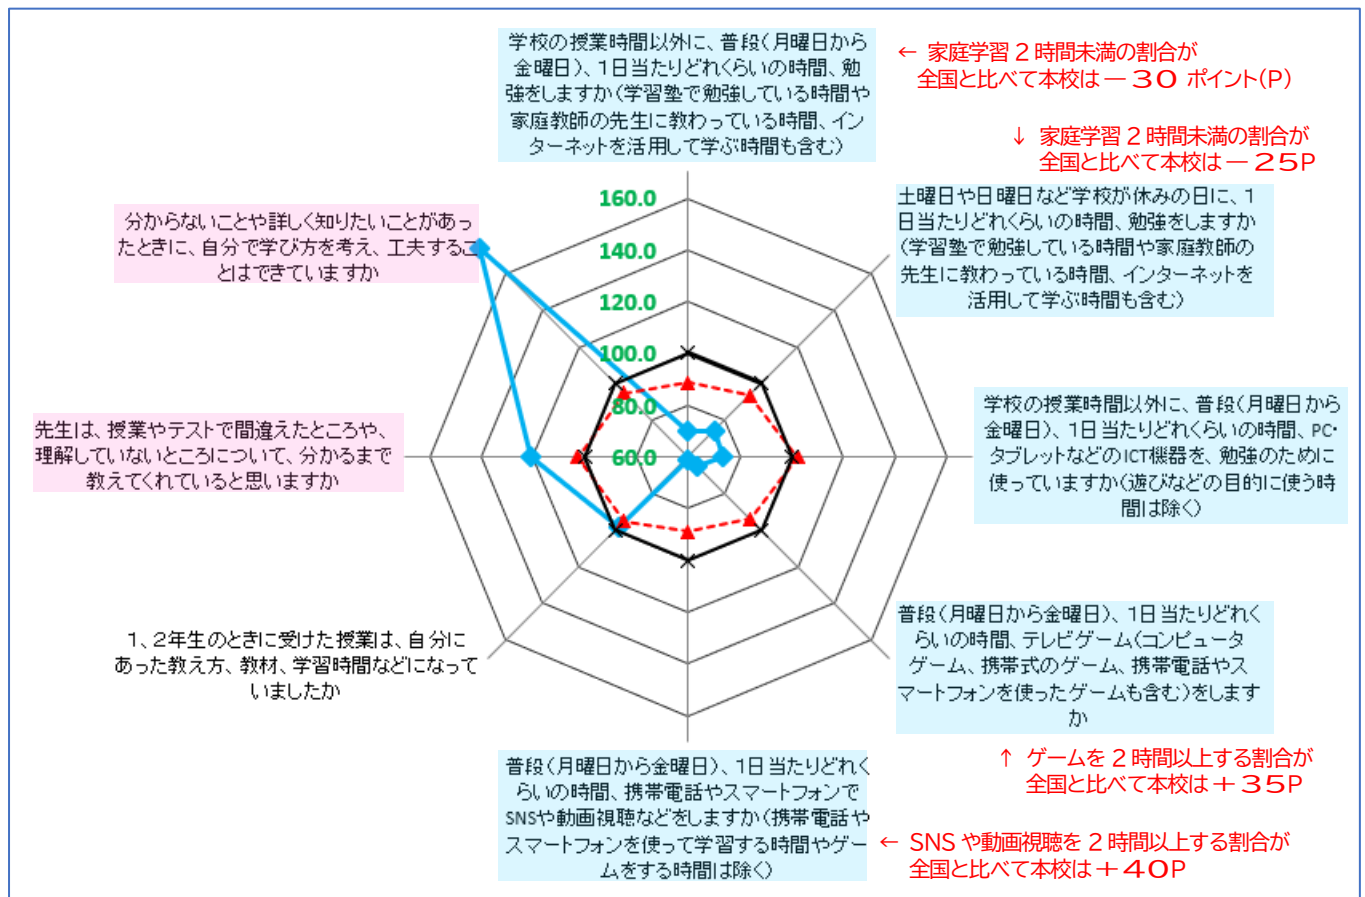 学校の授業時間以外に、普段(月曜日から
金曜日)、1日当たりどれくらいの時間、勉
強をしますか(学習塾で勉強している時間や
家庭教師の先生に教わっている時間、イン
ターネットを活用して学ぶ時間も含む)
← 家庭学習2時間未満の割合が
全国と比べて本校は-30 ポイント(P)
↓ 家庭学習2時間未満の割合が
全国と比べて本校は-25P
土曜日や日曜日など学校が休みの日に、1
日当たりどれくらいの時間、勉強をしますか
(学習塾で勉強している時間や家庭教師の
先生に教わっている時間、インターネットを
活用して学ぶ時間も含む)
学校の授業時間以外に、普段(月曜日から
金曜日)、1日当たりどれくらいの時間、PC・
タブレットなどのICT機器を、勉強のために
使っていますか(遊びなどの目的に使う時
間は除く)
普段(月曜日から金曜日)、1日当たりどれく
らいの時間、テレビゲーム(コンピュータ
ゲーム、携帯式のゲーム、携帯電話やス
マートフォンを使ったゲームも含む)をします
か
↑ ゲームを2時間以上する割合が
全国と比べて本校は+35P
普段(月曜日から金曜日)、1日当たりどれく
らいの時間、携帯電話やスマートフォンで
SNSや動画視聴などをしますか(携帯電話や
スマートフォンを使って学習する時間やゲー
ムをする時間は除く)
← SNSや動画視聴を2時間以上する割合が
全国と比べて本校は+40P
1、2年生のときに受けた授業は、自分に
あった教え方、教材、学習時間などになって
いましたか
先生は、授業やテストで間違えたところや、
理解していないところについて、分かるまで
教えてくれていると思いますか
分からないことや詳しく知りたいことがあっ
たときに、自分で学び方を考え、工夫するこ
とはできていますか
160.0
140.0
120.0
100.0
80.0
60.0